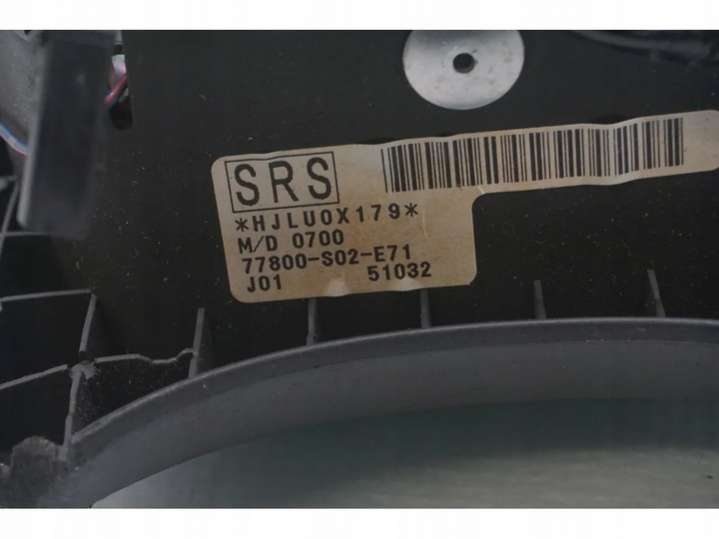 SRS
*HJLU0X179*
M/D 0700
77800-S02-E71
J01 51032